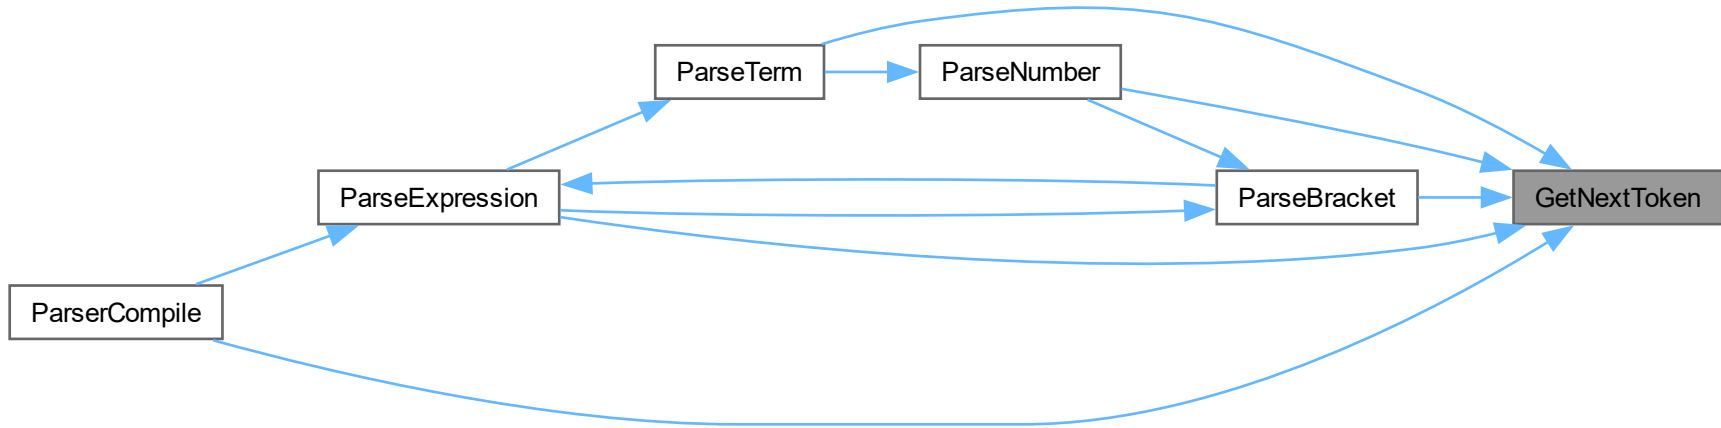 ParseTerm
ParseNumber
ParseExpression
ParseBracket
GetNextToken
ParserCompile